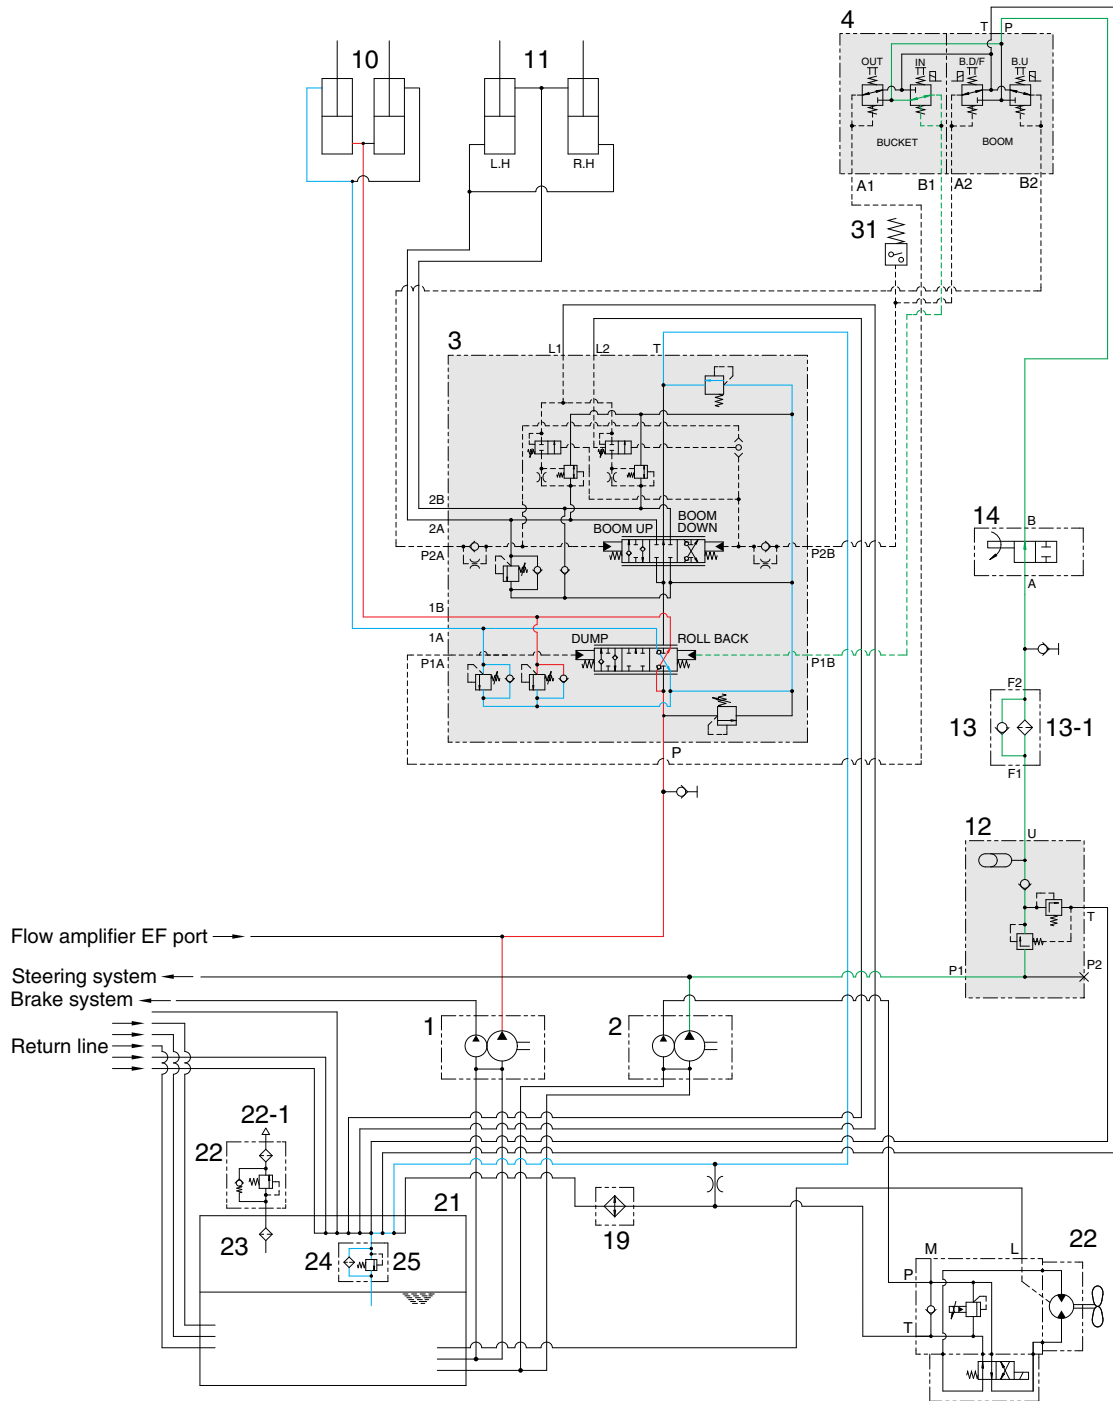 4
T P
OUT IN B.D/F B.U
BUCKET BOOM
A1 B1 A2 B2
10 11
L.H R.H
31
3
L1 L2 T
2B
2A
P2A
BOOM UP
BOOM
DOWN
P2B
1B
1A
P1A
DUMP ROLL BACK
P1B
P
14
B
A
F2
13 13-1
F1
12
U
T
P1 P2
Flow amplifier EF port
Steering system
Brake system
Return line
1 2
22-1
22
23
21
24 25
19
M L 22
P
T